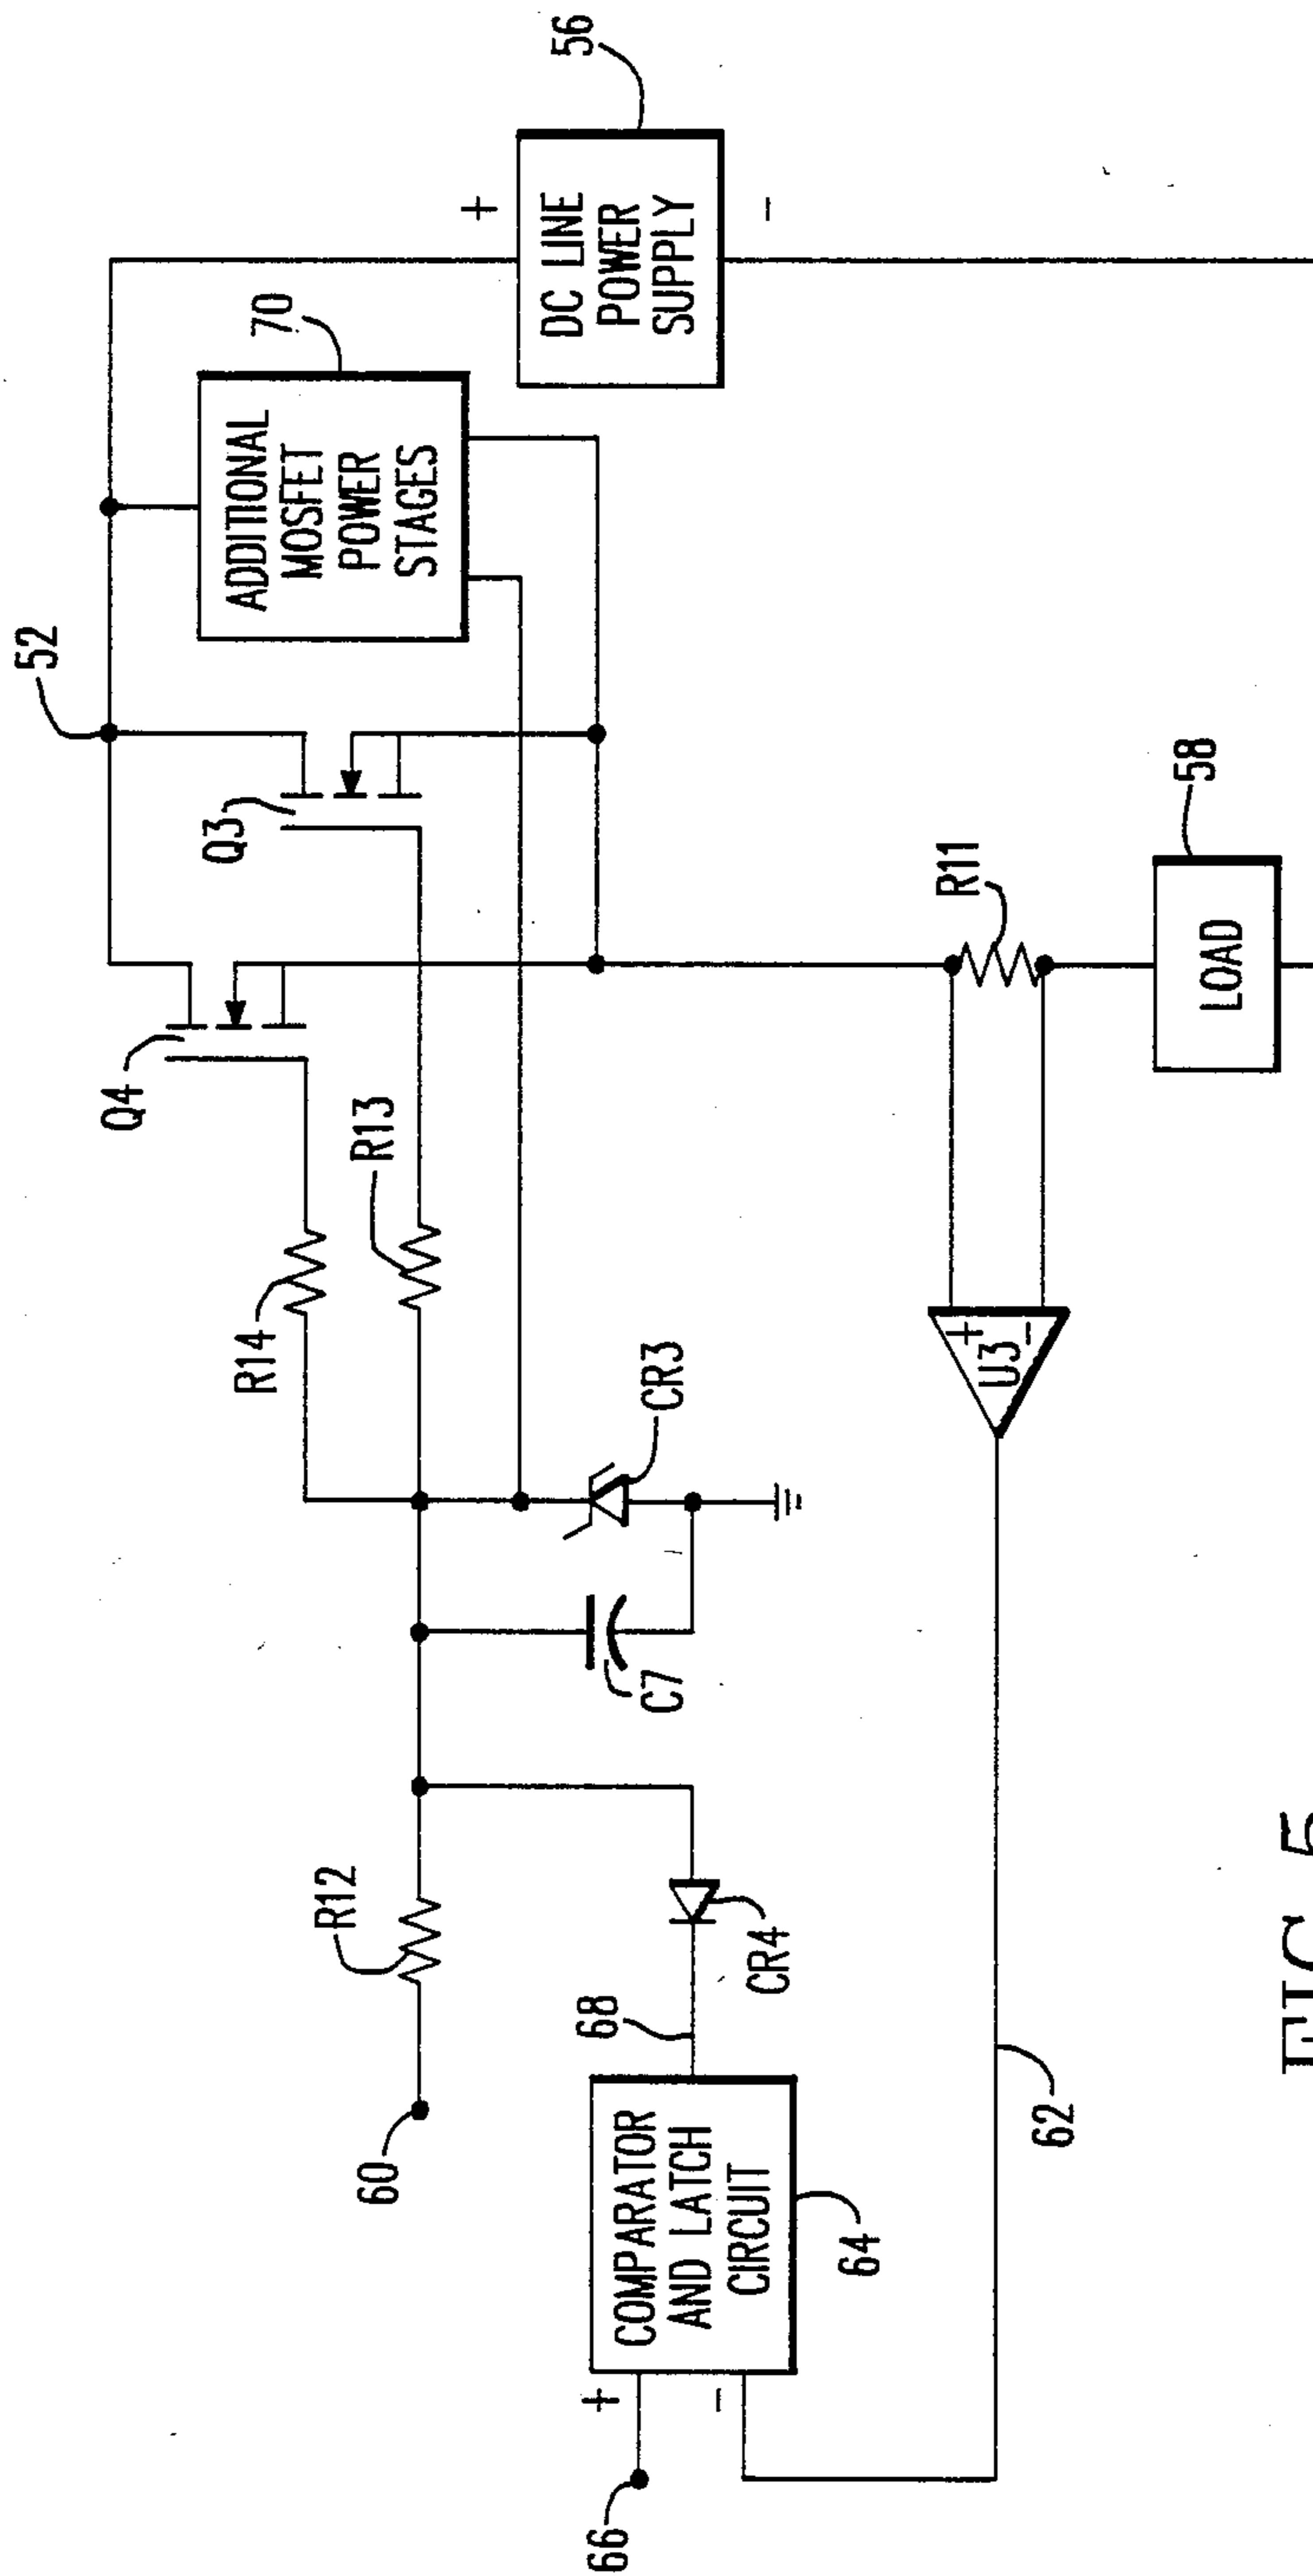 52
Q4
Q3
70
R14
ADDITIONAL
MOSFET
POWER
STAGES
R12
R13
60
+
56
DC LINE
POWER
SUPPLY
-
66
+
-
68
COMPARATOR
AND LATCH
CIRCUIT
C7
CR3
CR4
64
R11
+
-
U3
62
58
LOAD
FIG. 5